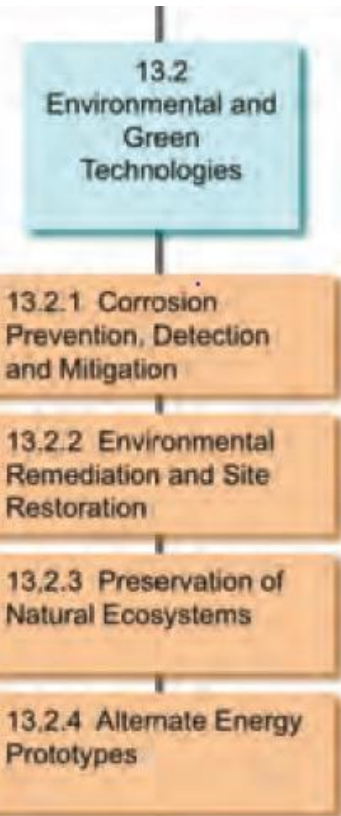 13.2
Environmental and
Green
Technologies
13.2.1 Corrosion
Prevention, Detection
and Mitigation
13.2.2 Environmental
Remediation and Site
Restoration
13.2.3 Preservation of
Natural Ecosystems
13.2.4 Alternate Energy
Prototypes